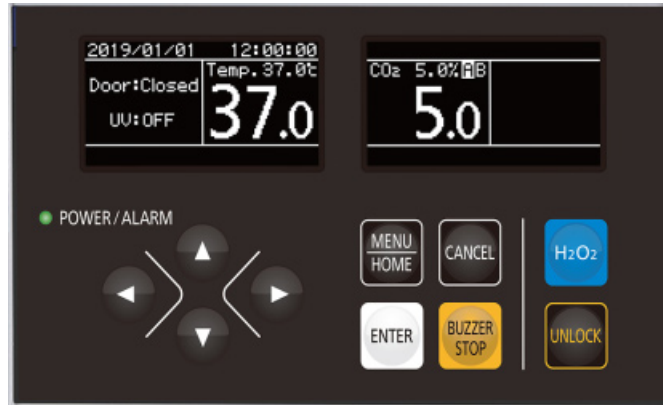 2019/01/01 12:00:00
Door:Closed
UV:OFF
Temp.37.0℃
37.0
CO₂ 5.0% A B
5.0
POWER/ALARM
MENU
HOME
CANCEL
H₂O₂
ENTER
BUZZER
STOP
UNLOCK